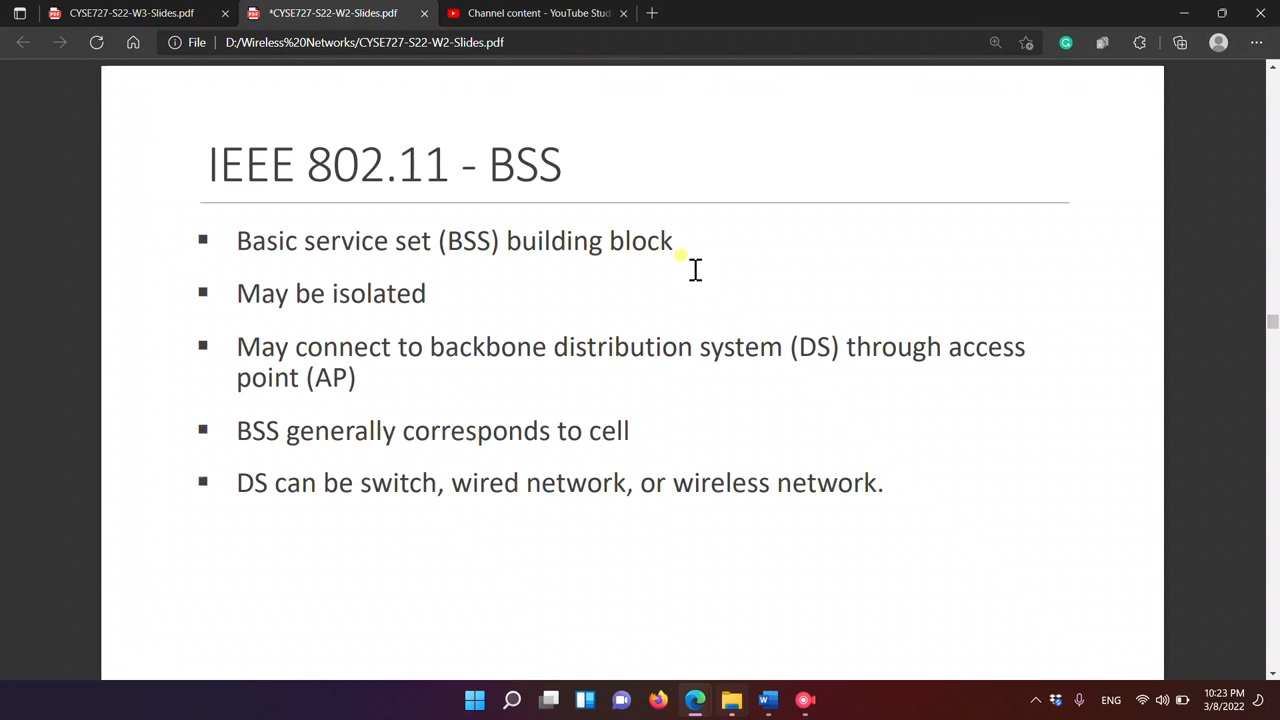 CYSE727-S22-W3-Slides.pdf
*CYSE727-S22-W2-Slides.pdf
Channel content - YouTube Stud
File D:/Wireless%20Networks/CYSE727-S22-W2-Slides.pdf
IEEE 802.11 - BSS
▪ Basic service set (BSS) building block
▪ May be isolated
▪ May connect to backbone distribution system (DS) through access
point (AP)
▪ BSS generally corresponds to cell
▪ DS can be switch, wired network, or wireless network.
ENG
10:23 PM
3/8/2022